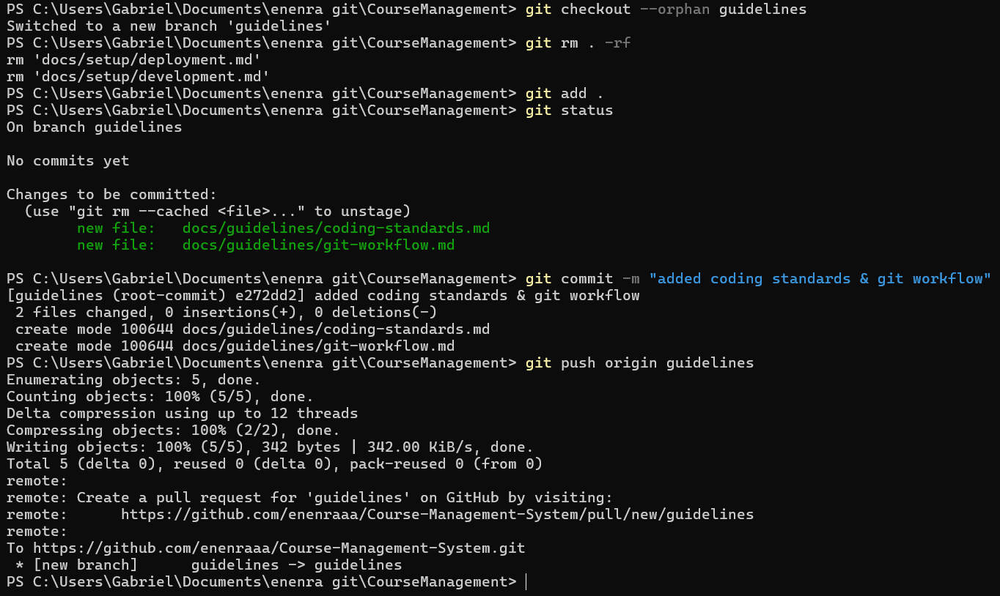 PS C:\Users\Gabriel\Documents\enenra git\CourseManagement> git checkout --orphan guidelines
Switched to a new branch 'guidelines'
PS C:\Users\Gabriel\Documents\enenra git\CourseManagement> git rm . -rf
rm 'docs/setup/deployment.md'
rm 'docs/setup/development.md'
PS C:\Users\Gabriel\Documents\enenra git\CourseManagement> git add .
PS C:\Users\Gabriel\Documents\enenra git\CourseManagement> git status
On branch guidelines

No commits yet

Changes to be committed:
  (use "git rm --cached <file>..." to unstage)
        new file:   docs/guidelines/coding-standards.md
        new file:   docs/guidelines/git-workflow.md

PS C:\Users\Gabriel\Documents\enenra git\CourseManagement> git commit -m "added coding standards & git workflow"
[guidelines (root-commit) e272dd2] added coding standards & git workflow
 2 files changed, 0 insertions(+), 0 deletions(-)
 create mode 100644 docs/guidelines/coding-standards.md
 create mode 100644 docs/guidelines/git-workflow.md
PS C:\Users\Gabriel\Documents\enenra git\CourseManagement> git push origin guidelines
Enumerating objects: 5, done.
Counting objects: 100% (5/5), done.
Delta compression using up to 12 threads
Compressing objects: 100% (2/2), done.
Writing objects: 100% (5/5), 342 bytes | 342.00 KiB/s, done.
Total 5 (delta 0), reused 0 (delta 0), pack-reused 0 (from 0)
remote:
remote: Create a pull request for 'guidelines' on GitHub by visiting:
remote:      https://github.com/enenraaa/Course-Management-System/pull/new/guidelines
remote:
To https://github.com/enenraaa/Course-Management-System.git
 * [new branch]      guidelines -> guidelines
PS C:\Users\Gabriel\Documents\enenra git\CourseManagement>